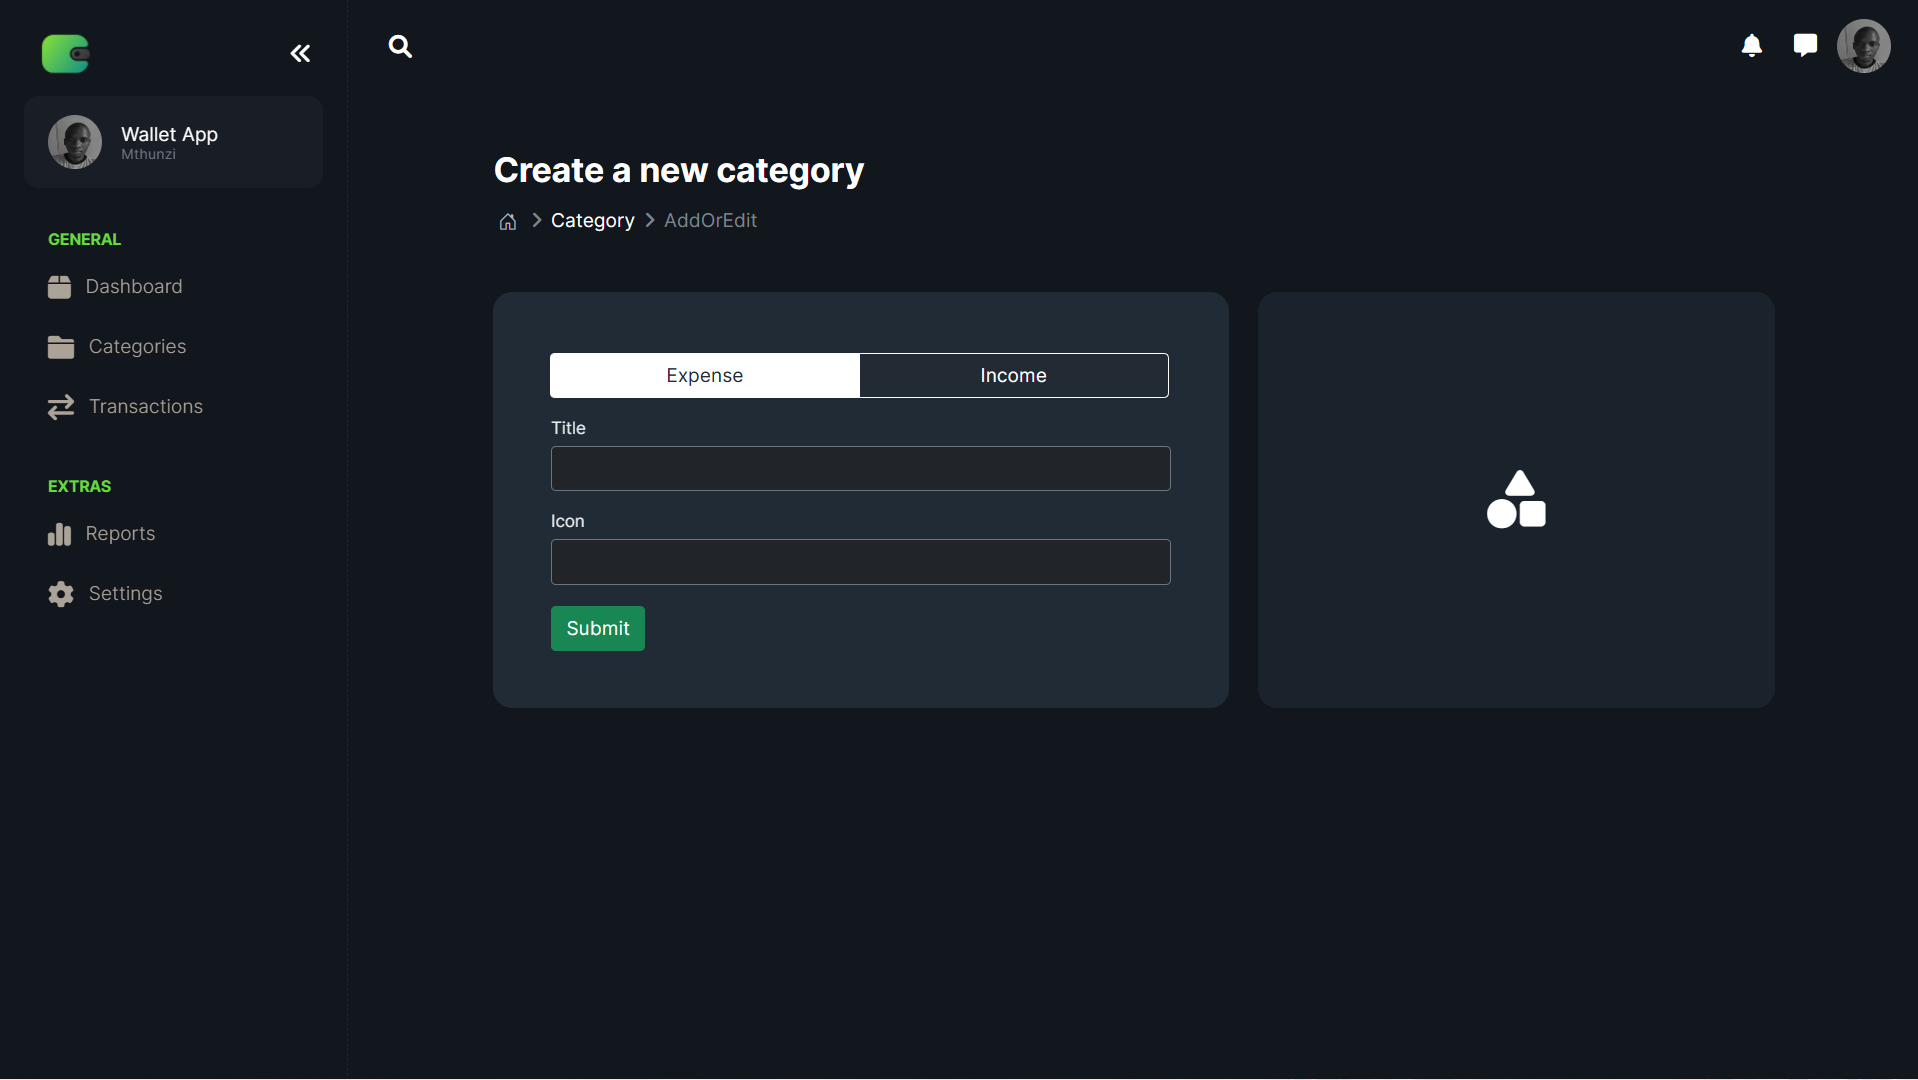 Wallet App
Mthunzi
GENERAL
Dashboard
Categories
Transactions
EXTRAS
Reports
Settings
Create a new category
Category AddOrEdit
Expense Income
Title
Icon
Submit